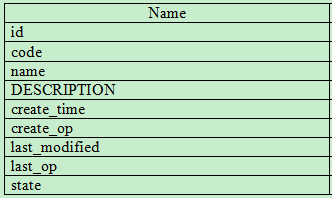 Name
id
code
name
DESCRIPTION
create_time
create_op
last_modified
last_op
state